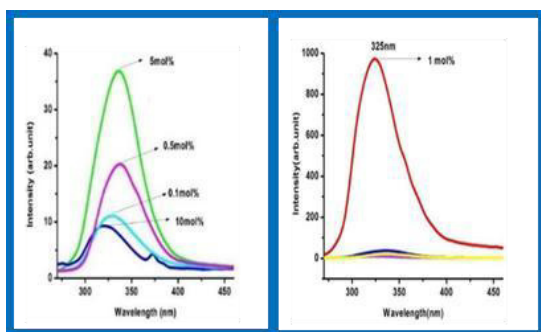 40
30
20
10
0
300
350
400
450
Intensity (arb.unit)
Wavelength (nm)
5mol%
0.5mol%
0.1mol%
10mol%
325nm
1 mol%
1000
800
600
400
200
0
300
350
400
450
Intensity(arb.unit)
Wavelength(nm)